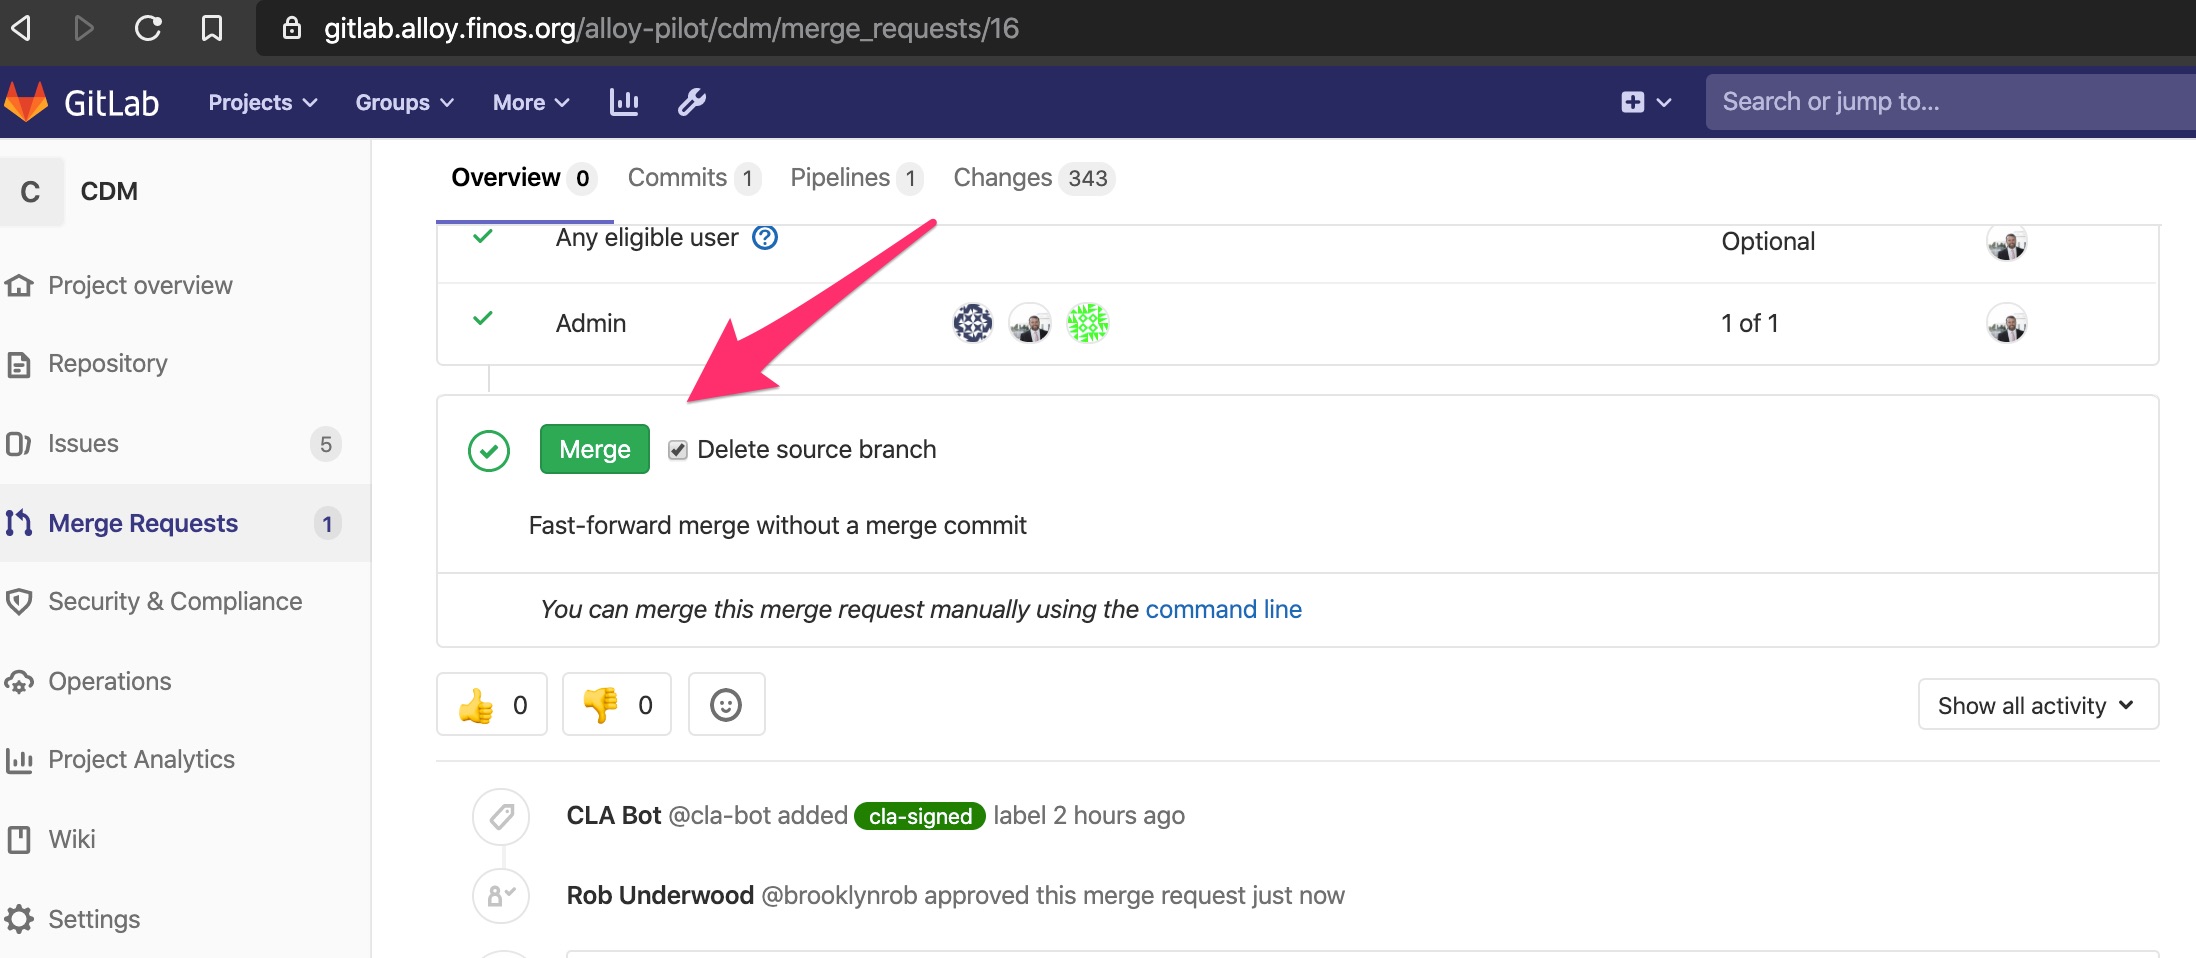 gitlab.alloy.finos.org/alloy-pilot/cdm/merge_requests/16
GitLab Projects Groups More Search or jump to...
C CDM
Overview 0 Commits 1 Pipelines 1 Changes 343
Any eligible user ? Optional
Project overview
Admin 1 of 1
Repository
Issues 5
Merge Delete source branch
Merge Requests 1
Fast-forward merge without a merge commit
Security & Compliance
You can merge this merge request manually using the command line
Operations
0 0 Show all activity
Project Analytics
CLA Bot @cla-bot added cla-signed label 2 hours ago
Wiki
Rob Underwood @brooklynrob approved this merge request just now
Settings